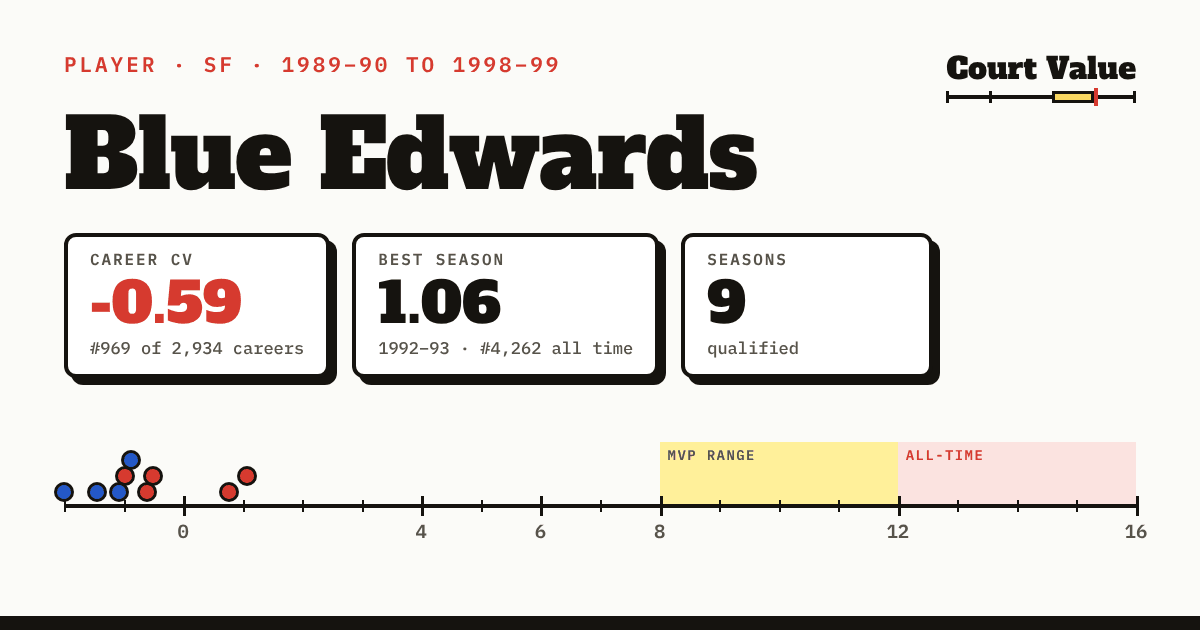 PLAYER · SF · 1989–90 TO 1998–99
Court Value
Blue Edwards
CAREER CV
-0.59
#969 of 2,934 careers
BEST SEASON
1.06
1992–93 · #4,262 all time
SEASONS
9
qualified
MVP RANGE
ALL-TIME
0 4 6 8 12 16